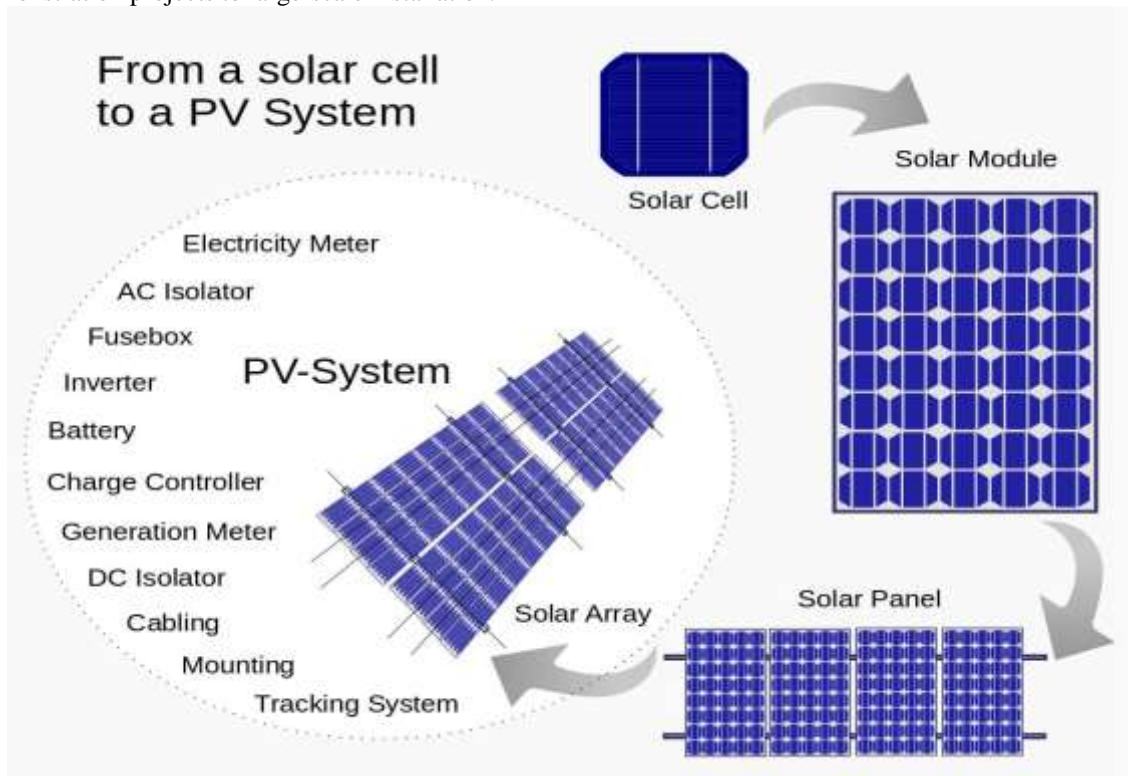 From a solar cell
to a PV System
Solar Cell
Solar Module
Electricity Meter
AC Isolator
Fusebox
Inverter
PV-System
Battery
Charge Controller
Generation Meter
DC Isolator
Cabling
Mounting
Tracking System
Solar Array
Solar Panel